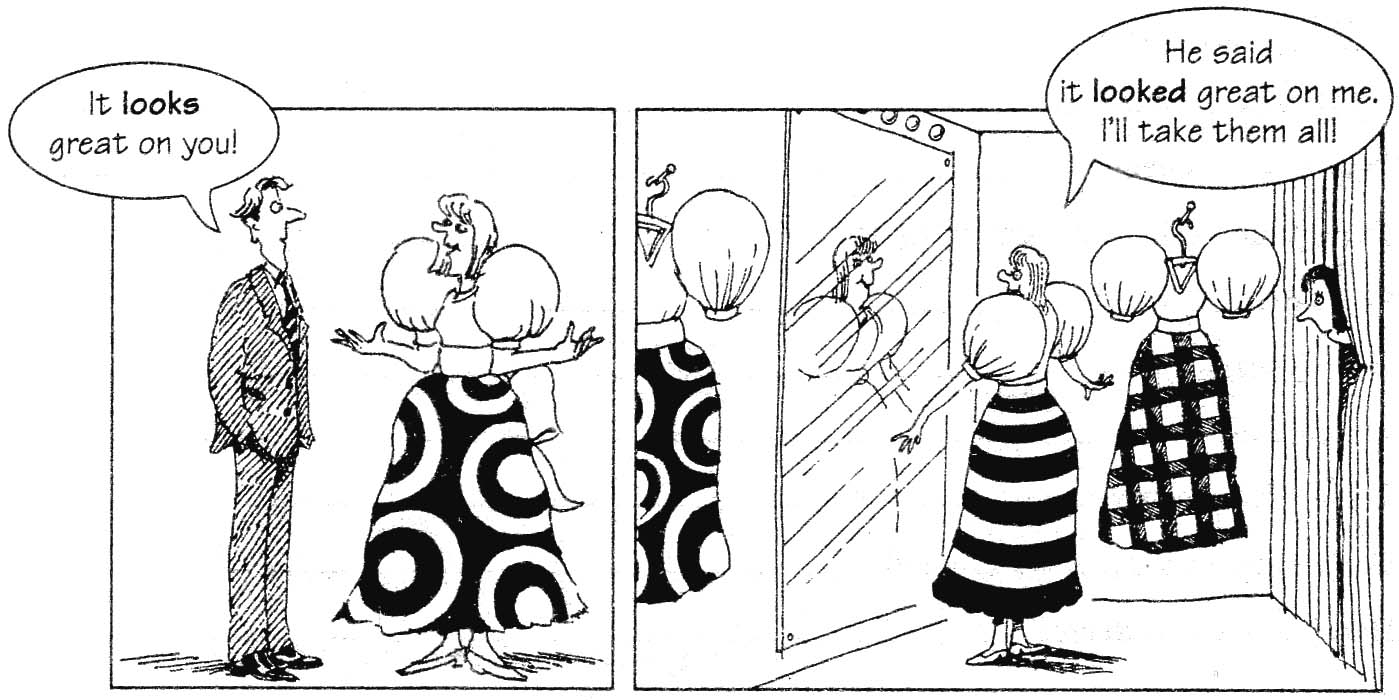 It looks
great on you!
He said
it looked great on me.
I'll take them all!